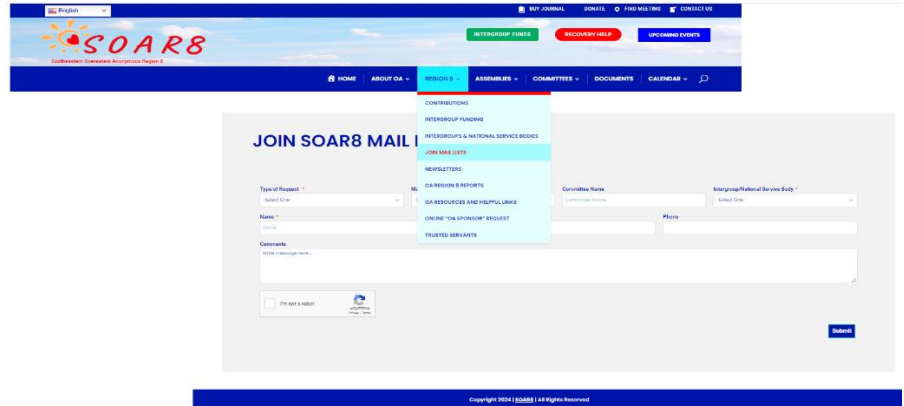 English
BUY JOURNAL DONATE FIND MEETING CONTACT US
SOAR8
Southeastern Overeaters Anonymous Region 8
INTERGROUP FUNDS RECOVERY HELP UPCOMING EVENTS
HOME ABOUT OA REGION 8 ASSEMBLIES COMMITTEES DOCUMENTS CALENDAR
CONTRIBUTIONS
INTERGROUP FUNDING
INTERGROUPS & NATIONAL SERVICE BODIES
JOIN MAIL LISTS
NEWSLETTERS
OA REGION 8 REPORTS
OA RESOURCES AND HELPFUL LINKS
ONLINE "OA SPONSOR" REQUEST
TRUSTED SERVANTS
JOIN SOAR8 MAIL
Type of Request * Committee Name Intergroup/National Service Body *
-Select One- Committee Name -Select One-
Name * Phone
Name
Comments
Write message here ..
I'm not a robot
Privacy - Terms
Submit
Copyright 2024 | SOAR8 | All Rights Reserved